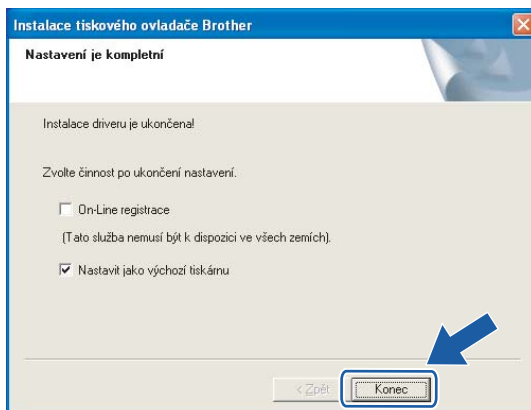 Instalace tiskového ovladače Brother
Nastavení je kompletní
Instalace driveru je ukončena!
Zvolte činnost po ukončení nastavení.
On-Line registrace
(Tato služba nemusí být k dispozici ve všech zemích).
Nastavit jako výchozí tiskárnu
< Zpět
Konec